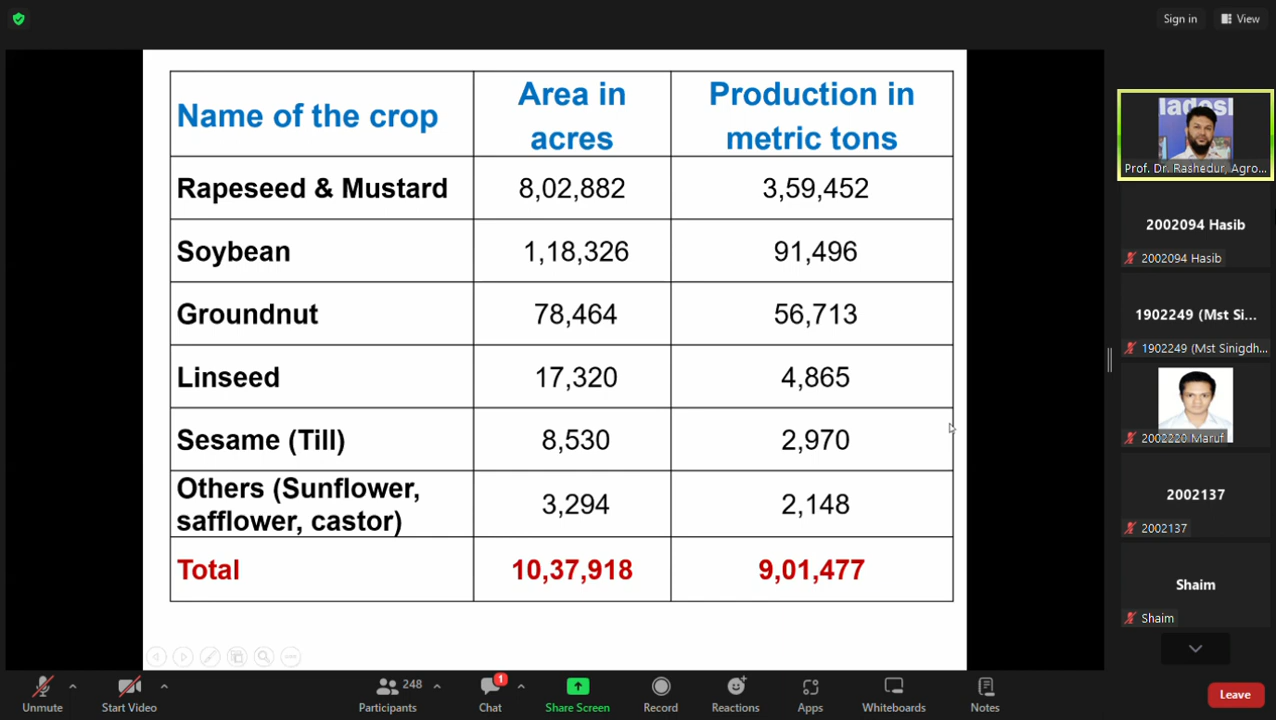 Sign in
View
Name of the crop
Area in
acres
Production in
metric tons
Rapeseed & Mustard
8,02,882
3,59,452
Soybean
1,18,326
91,496
Groundnut
78,464
56,713
Linseed
17,320
4,865
Sesame (Till)
8,530
2,970
Others (Sunflower,
safflower, castor)
3,294
2,148
Total
10,37,918
9,01,477
ladesl
Prof. Dr. Rashedur, Agro...
2002094 Hasib
2002094 Hasib
1902249 (Mst Si...
1902249 (Mst Sinigdh...
2002220 Maruf
2002137
2002137
Shaim
Shaim
Unmute
Start Video
248
Participants
1
Chat
Share Screen
Record
Reactions
Apps
Whiteboards
Notes
Leave